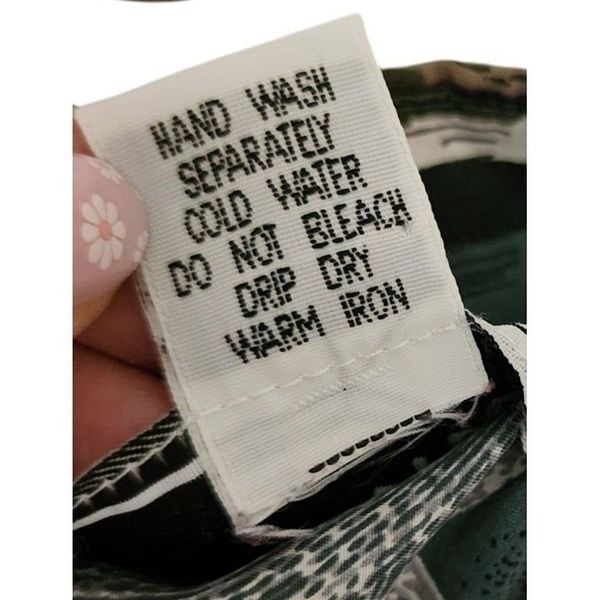 HAND WASH
SEPARATELY
COLD WATER
DO NOT BLEACH
DRIP DRY
WARM IRON